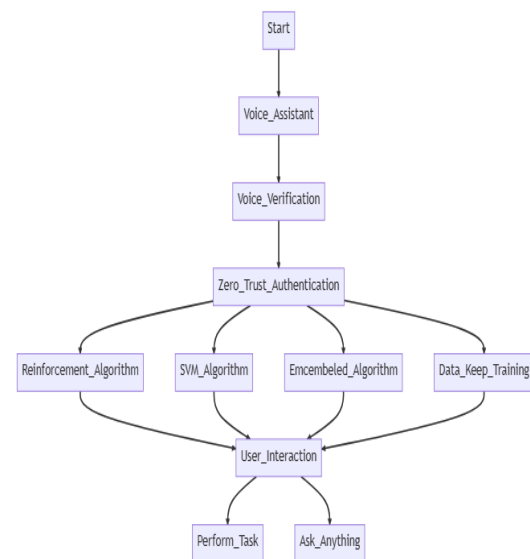 Start
Voice_Assistant
Voice_Verification
Zero_Trust_Authentication
Reinforcement_Algorithm
SVM_Algorithm
Emcembeled_Algorithm
Data_Keep_Training
User_Interaction
Perform_Task
Ask_Anything